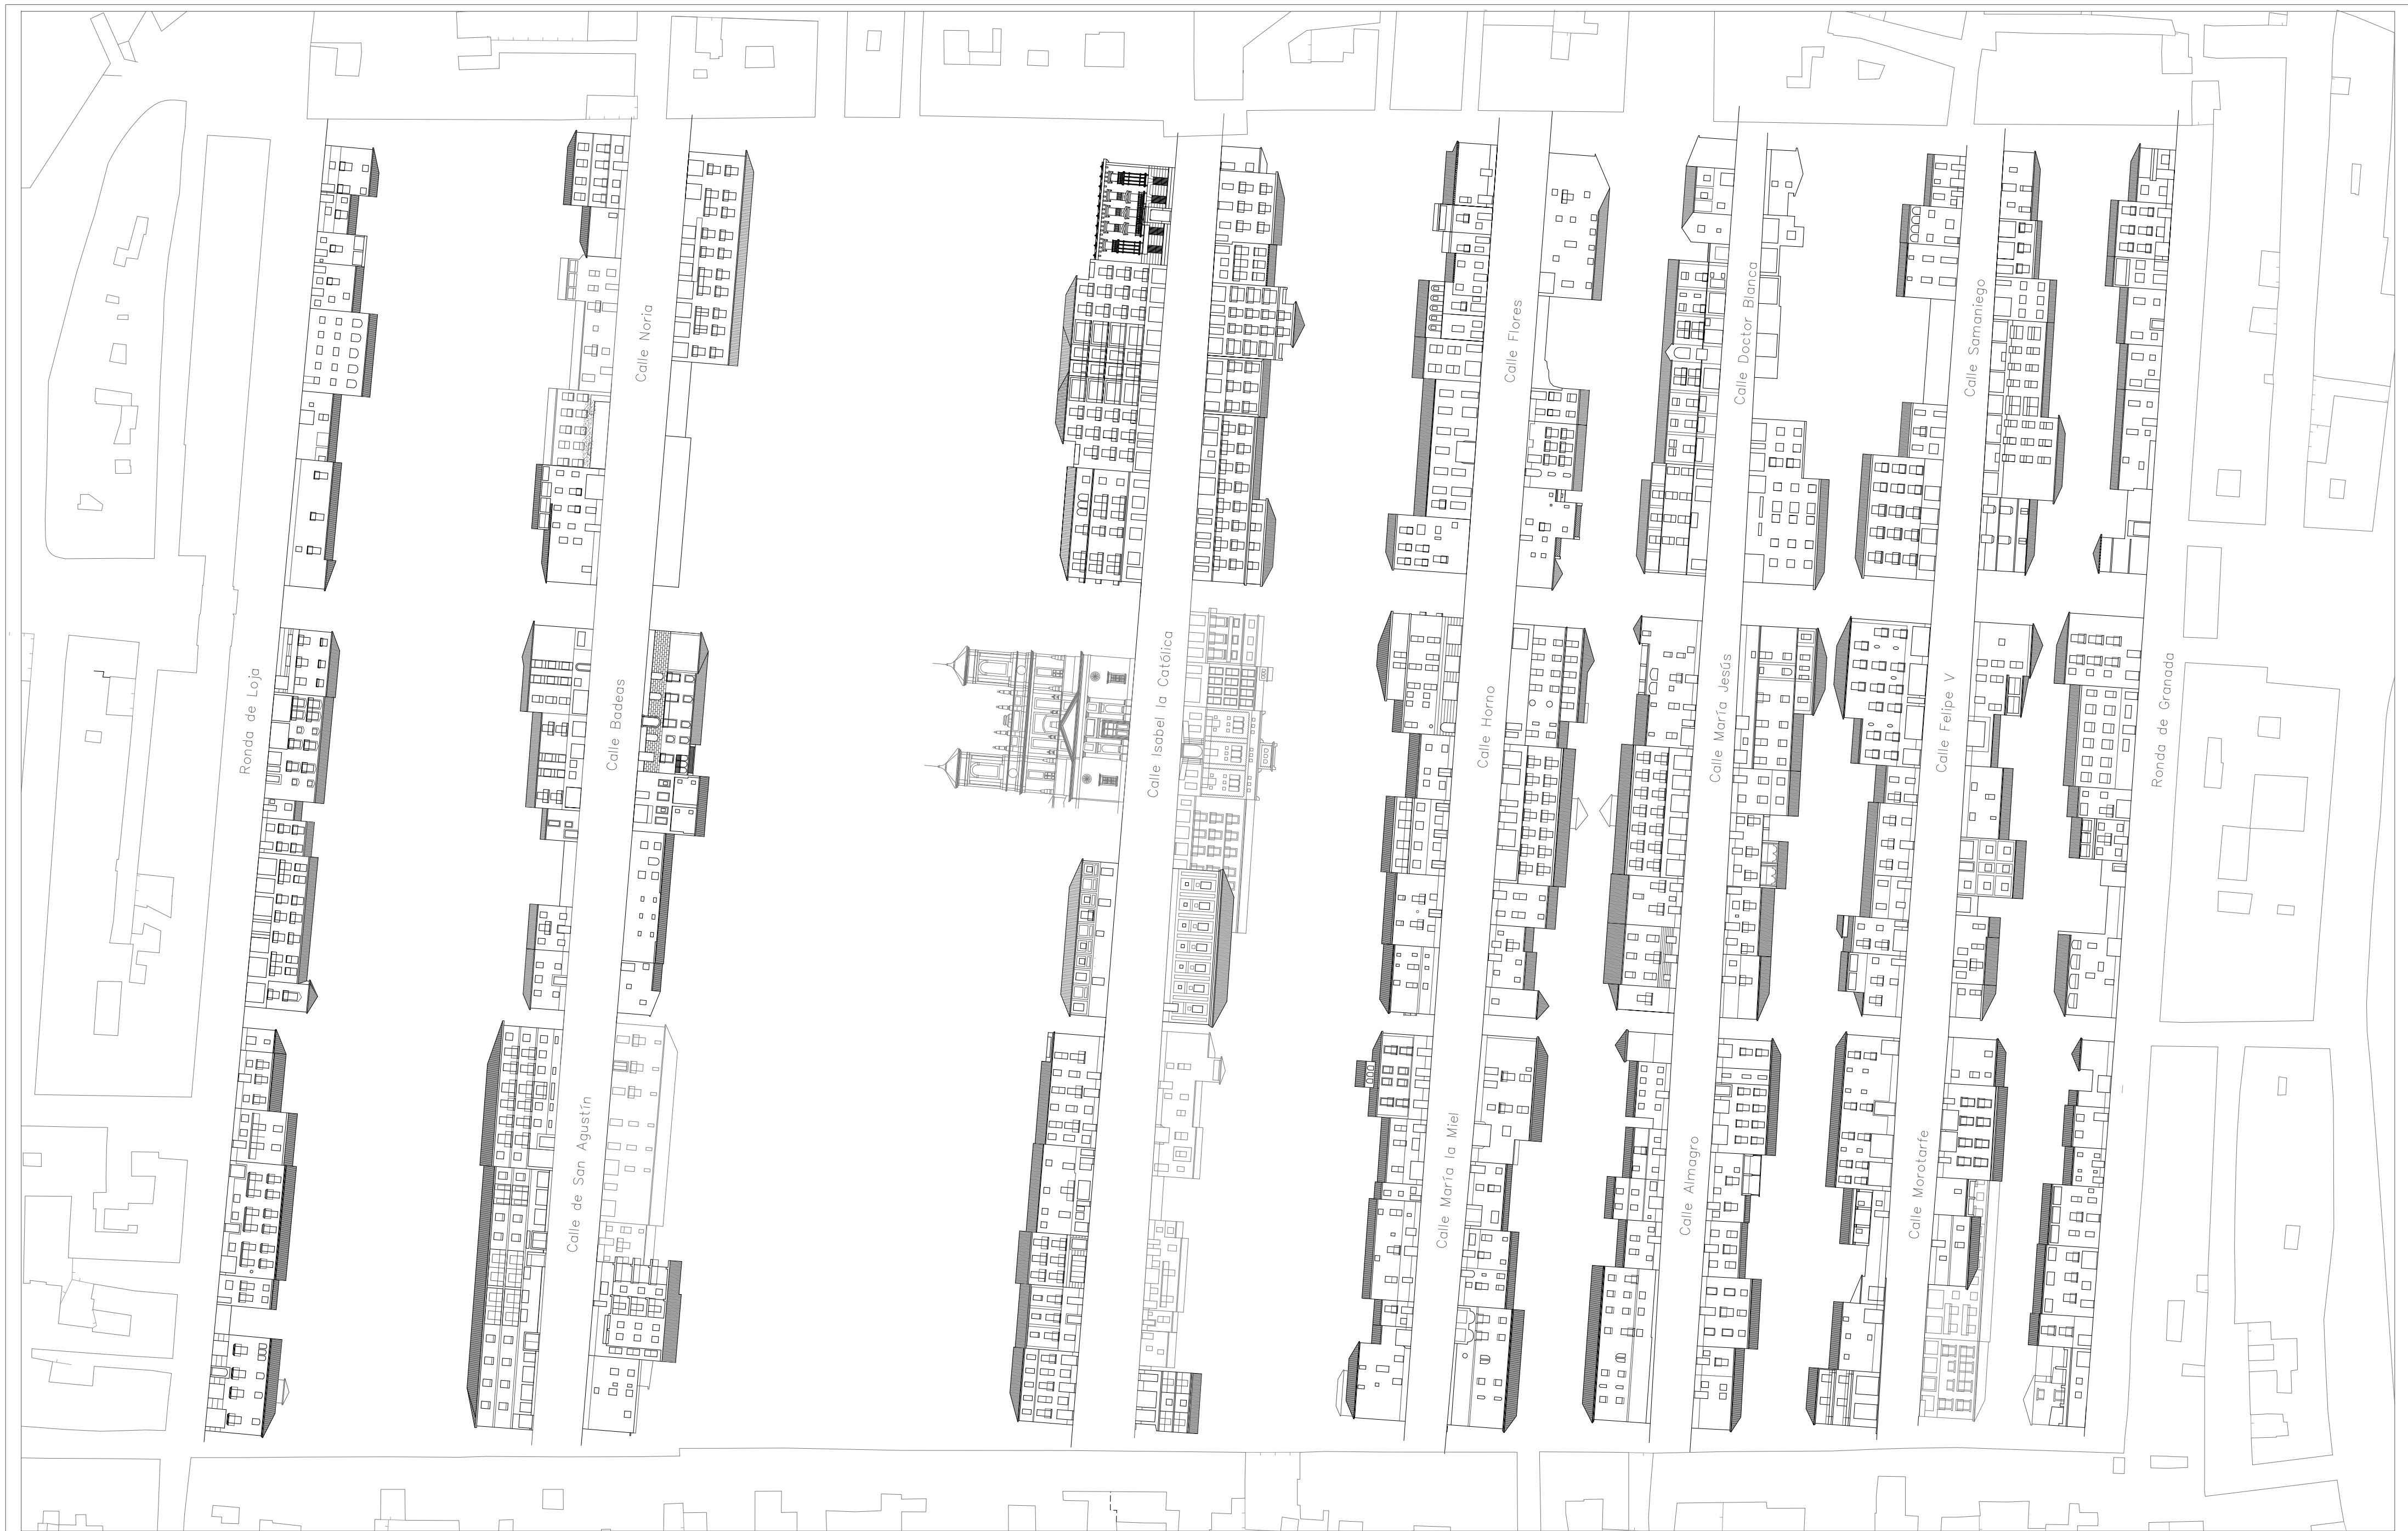 Calle Noria
Calle Flores
Calle Doctor Blanca
Calle Samaniego
Ronda de Loja
Calle Badeas
Calle Isabel la Católica
Calle Horno
Calle María Jesús
Calle Felipe V
Ronda de Granada
Calle de San Agustín
Calle María la Miel
Calle Almagro
Calle Morotarfe